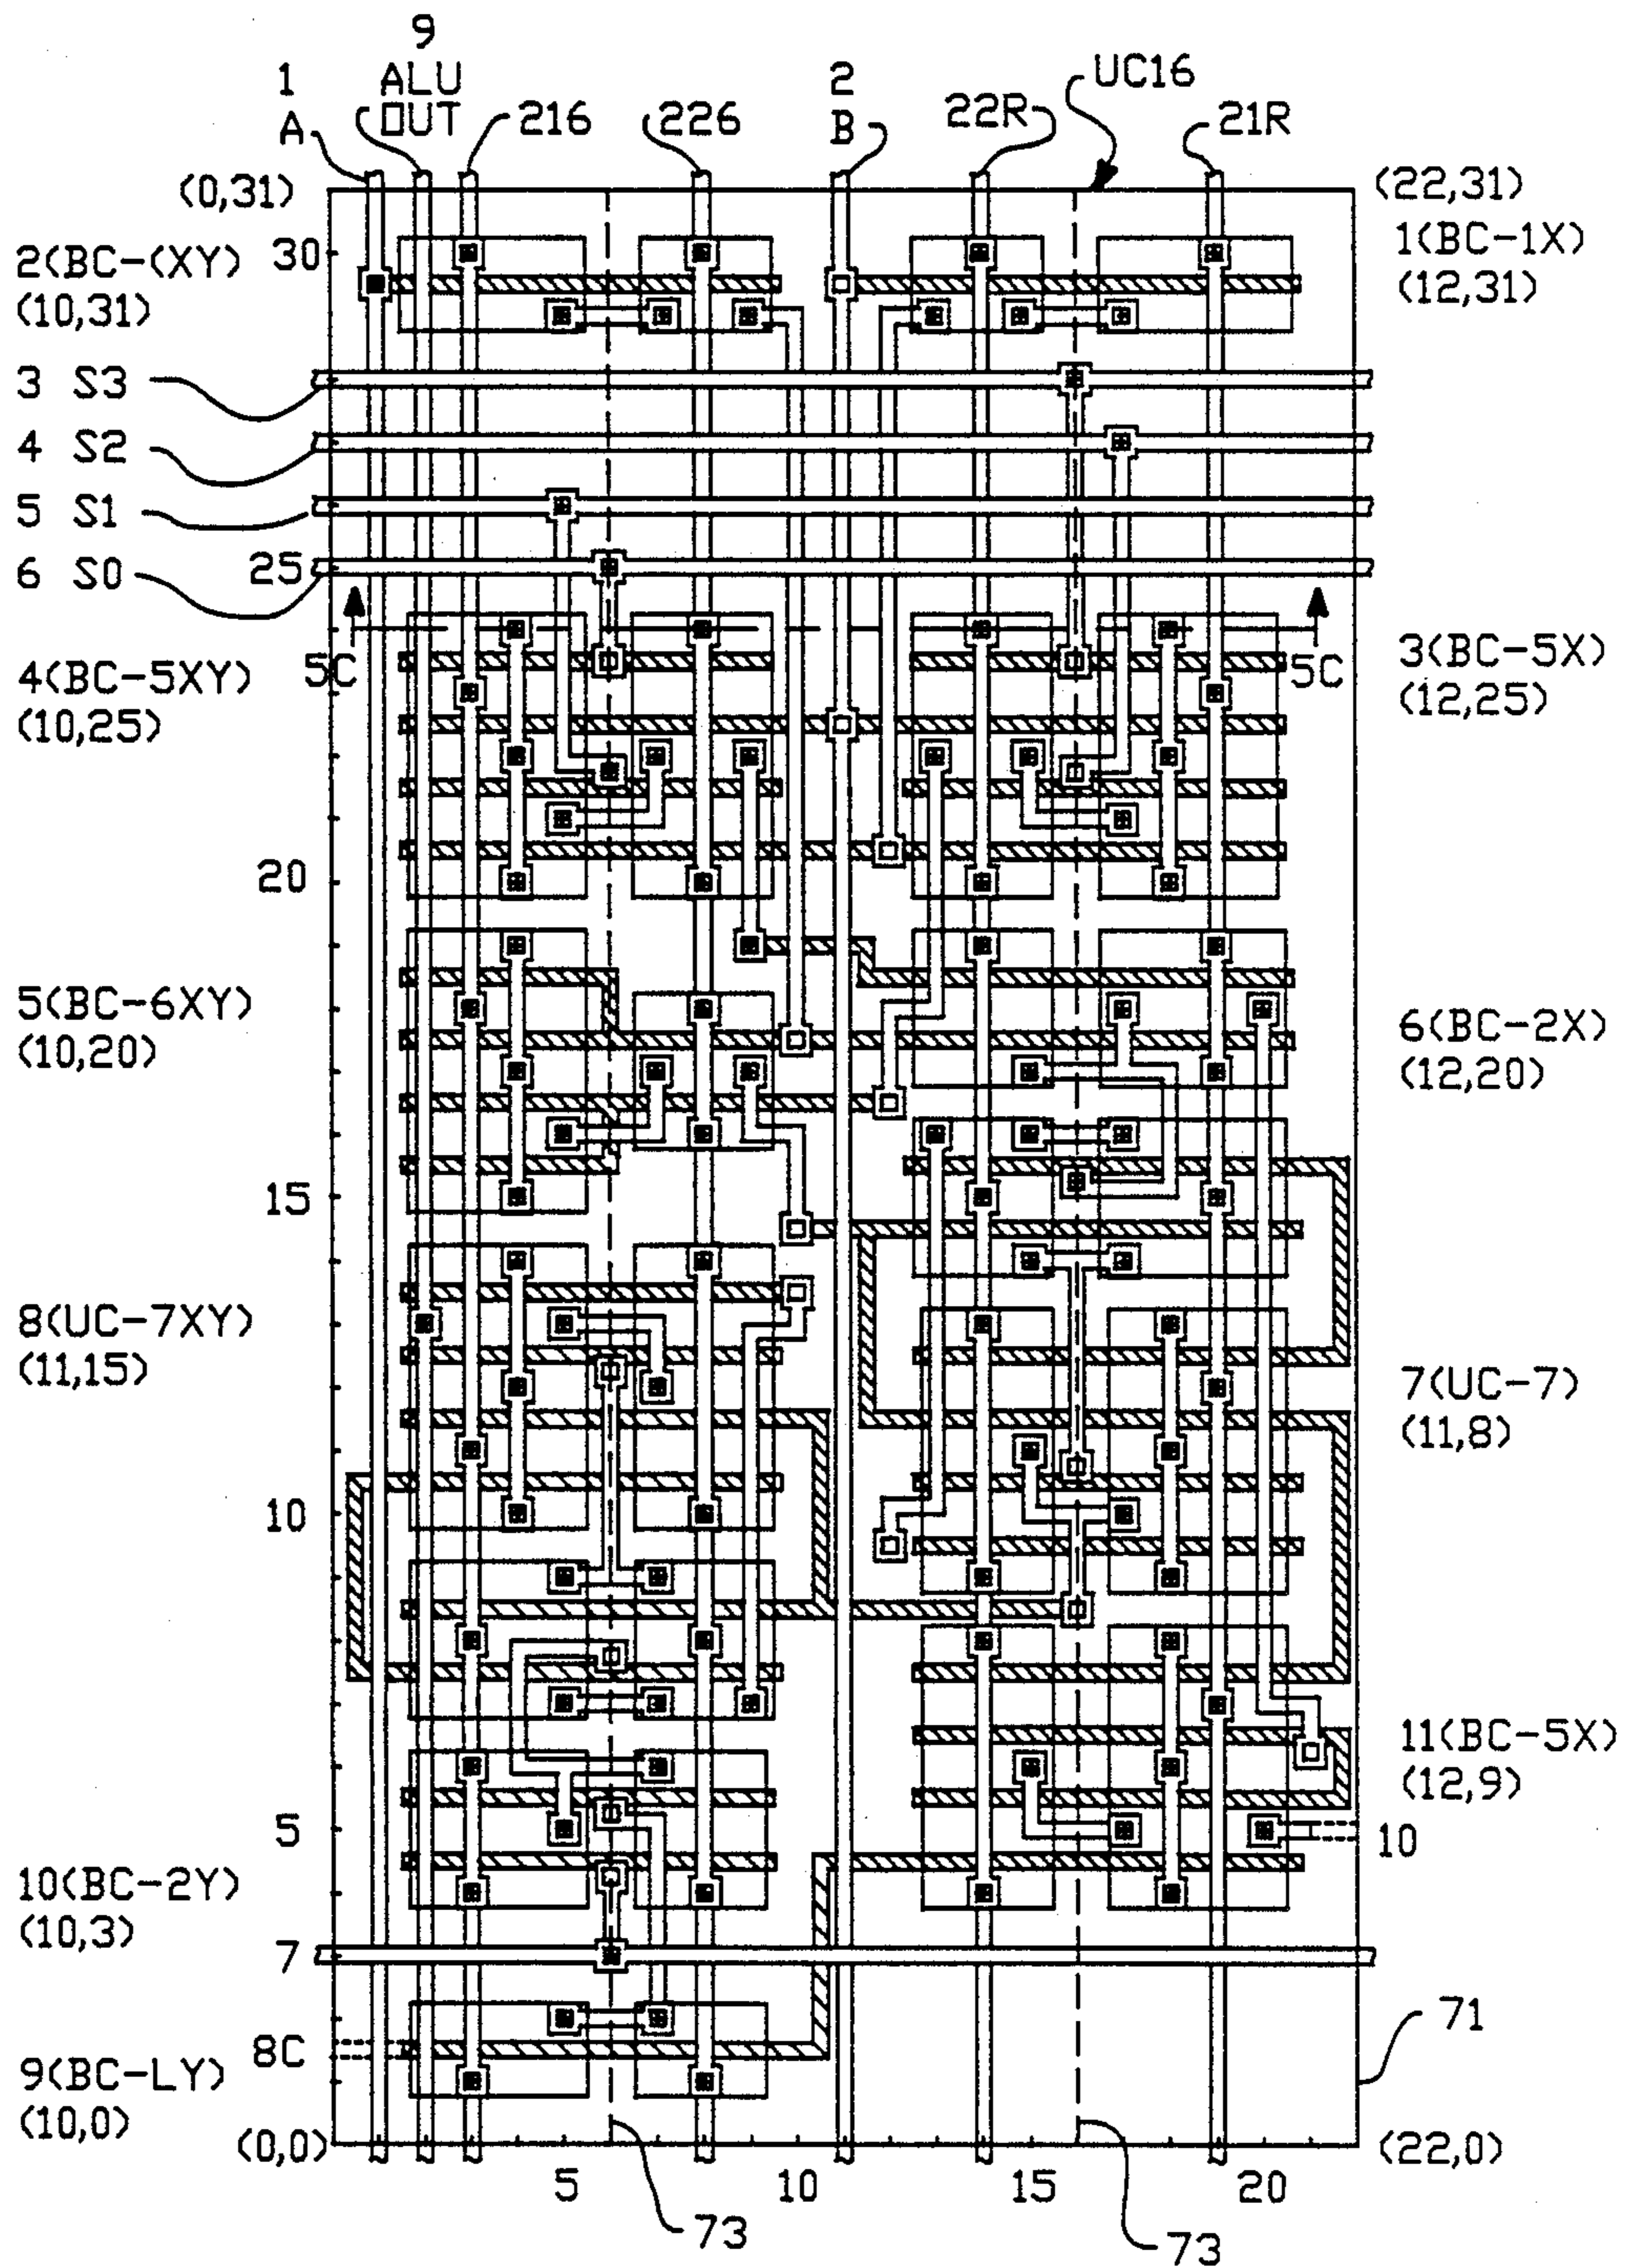 9
1 ALU 2 UC16
A OUT 216 226 B 22R 21R
(0,31) (22,31)
2(BC-(XY) 30 1(BC-1X)
(10,31) (12,31)
3 S3
4 S2
5 S1
6 S0 25
5C 5C
4(BC-5XY) 3(BC-5X)
(10,25) (12,25)
20
5(BC-6XY) 6(BC-2X)
(10,20) (12,20)
15
8(UC-7XY) 7(UC-7)
(11,15) (11,8)
10
11(BC-5X)
(12,9)
5 10
10(BC-2Y)
(10,3)
7
71
8C
9(BC-LY)
(10,0)
(0,0) (22,0)
5 10 15 20
73 73